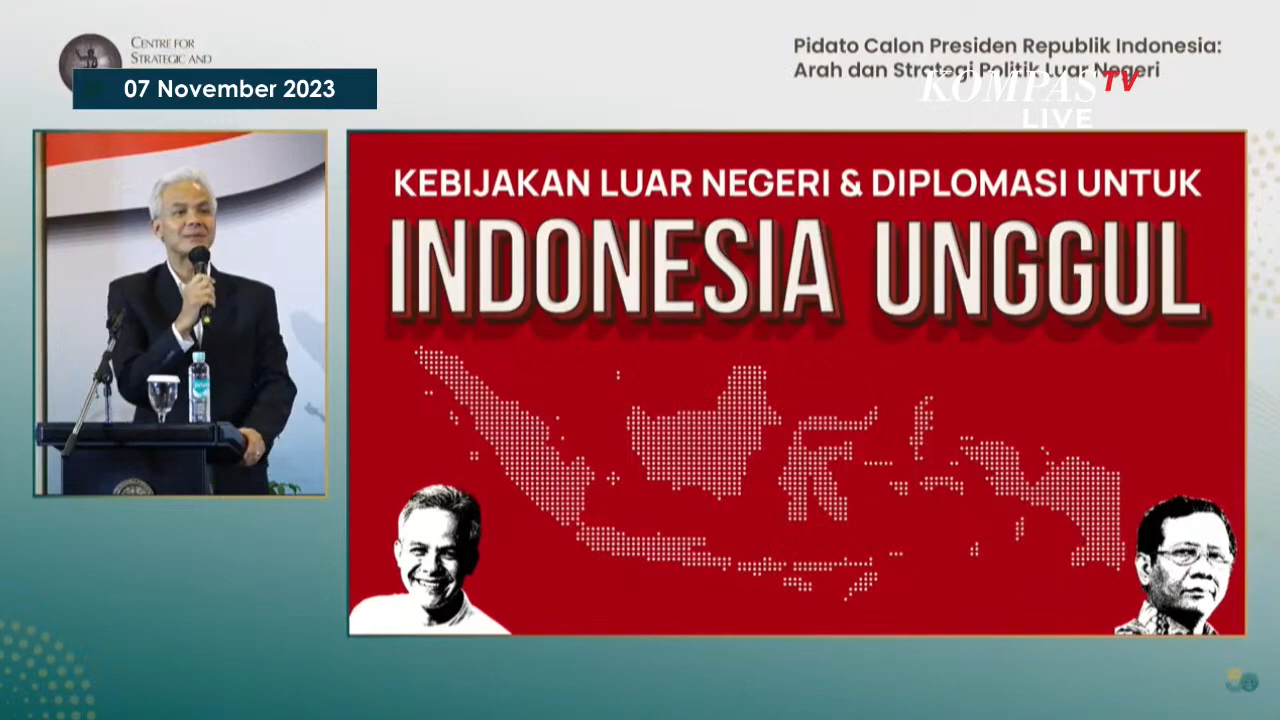 CENTRE FOR
STRATEGIC AND
07 November 2023
Pidato Calon Presiden Republik Indonesia:
Arah dan Strategi Politik Luar Negeri
KOMPAS TV
LIVE
KEBIJAKAN LUAR NEGERI & DIPLOMASI UNTUK
INDONESIA UNGGUL